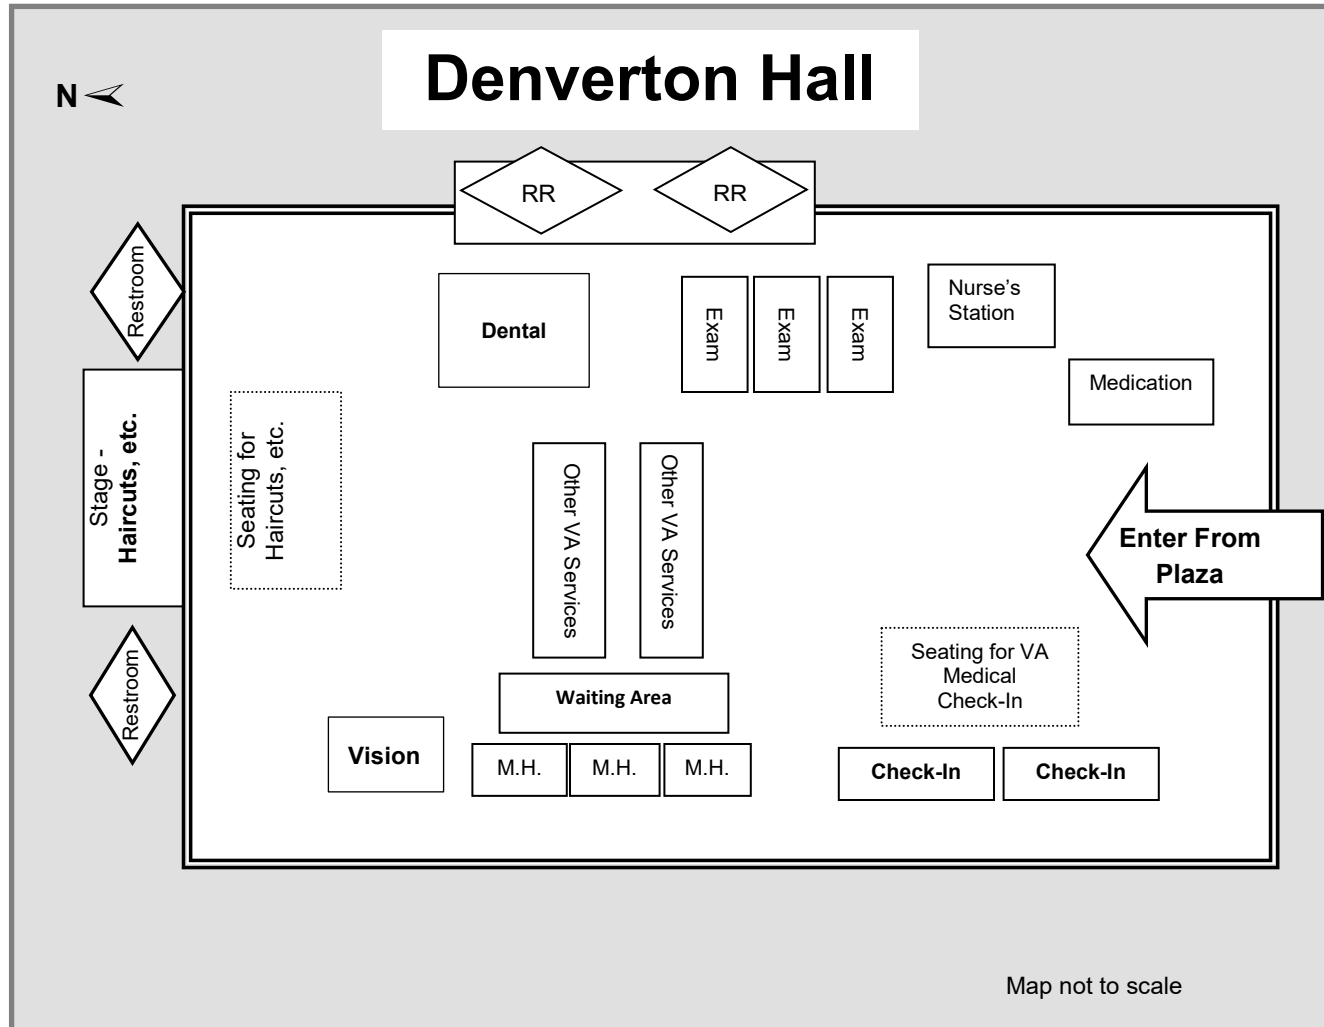 Denverton Hall
N
RR
RR
Restroom
Dental
Exam
Exam
Exam
Nurse's
Station
Medication
Stage -
Haircuts, etc.
Seating for
Haircuts, etc.
Other VA Services
Other VA Services
Enter From
Plaza
Seating for VA
Medical
Check-In
Restroom
Waiting Area
Vision
M.H.
M.H.
M.H.
Check-In
Check-In
Map not to scale